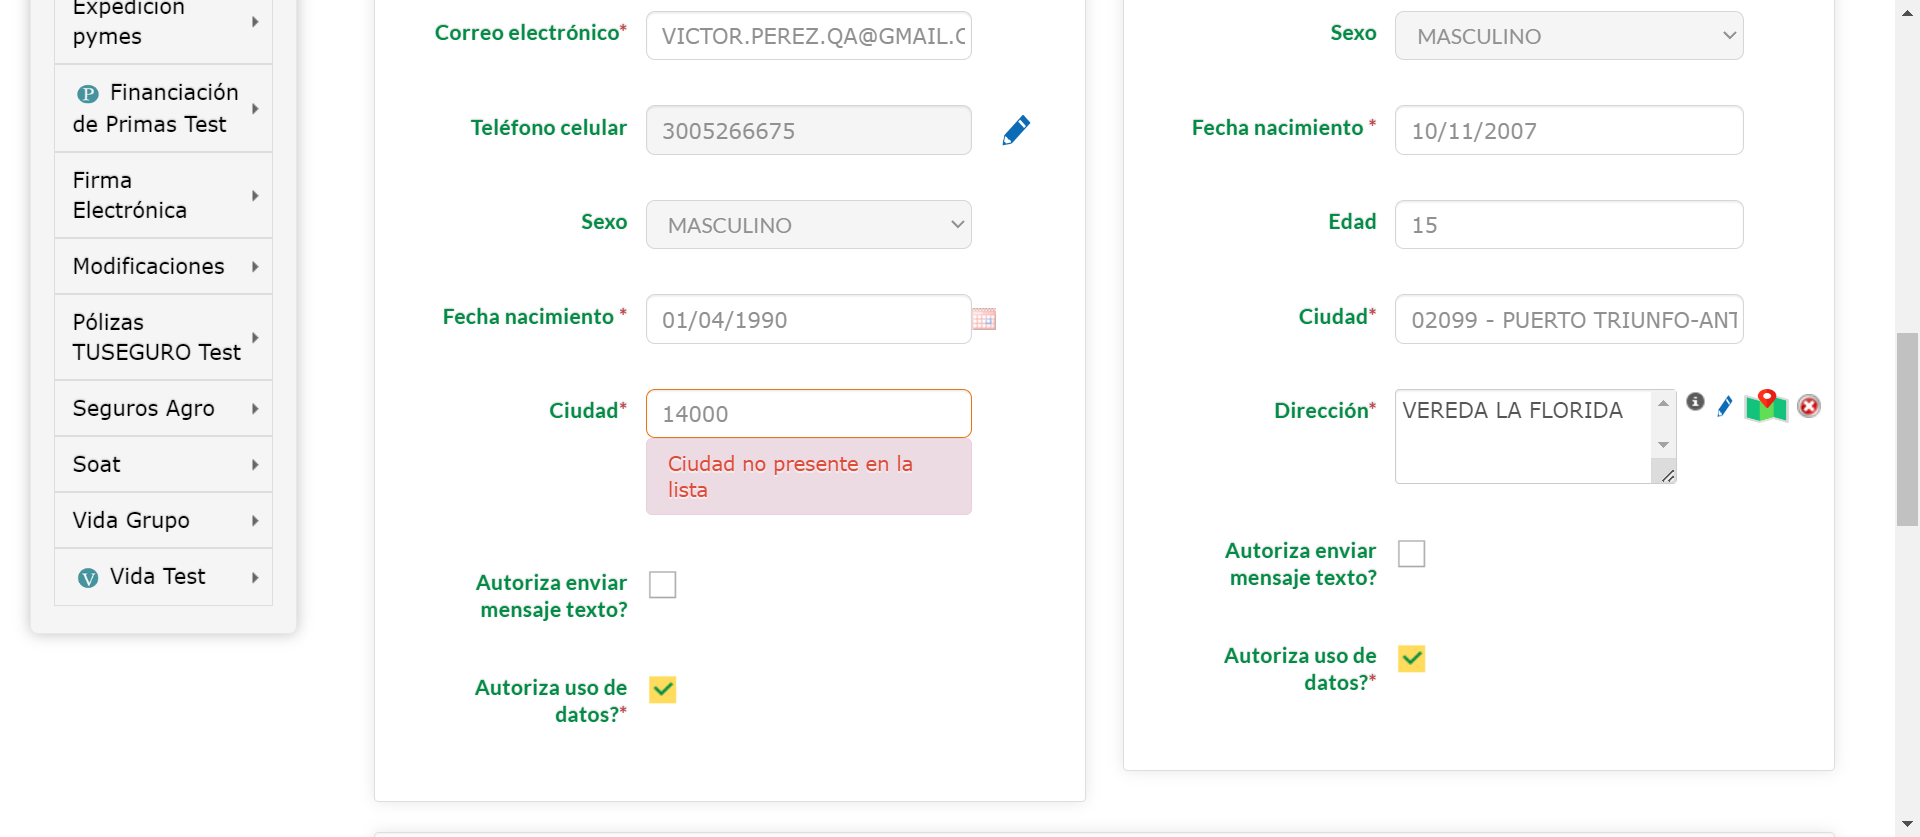 Expedición
pymes
P Financiación
de Primas Test
Firma
Electrónica
Modificaciones
Pólizas
TUSEGURO Test
Seguros Agro
Soat
Vida Grupo
V Vida Test
Correo electrónico*
VICTOR.PEREZ.QA@GMAIL.C
Teléfono celular
3005266675
Sexo
MASCULINO
Fecha nacimiento *
01/04/1990
Ciudad*
14000
Ciudad no presente en la
lista
Autoriza enviar
mensaje texto?
Autoriza uso de
datos?*
Sexo
MASCULINO
Fecha nacimiento *
10/11/2007
Edad
15
Ciudad*
02099 - PUERTO TRIUNFO-ANT
Dirección*
VEREDA LA FLORIDA
Autoriza enviar
mensaje texto?
Autoriza uso de
datos?*